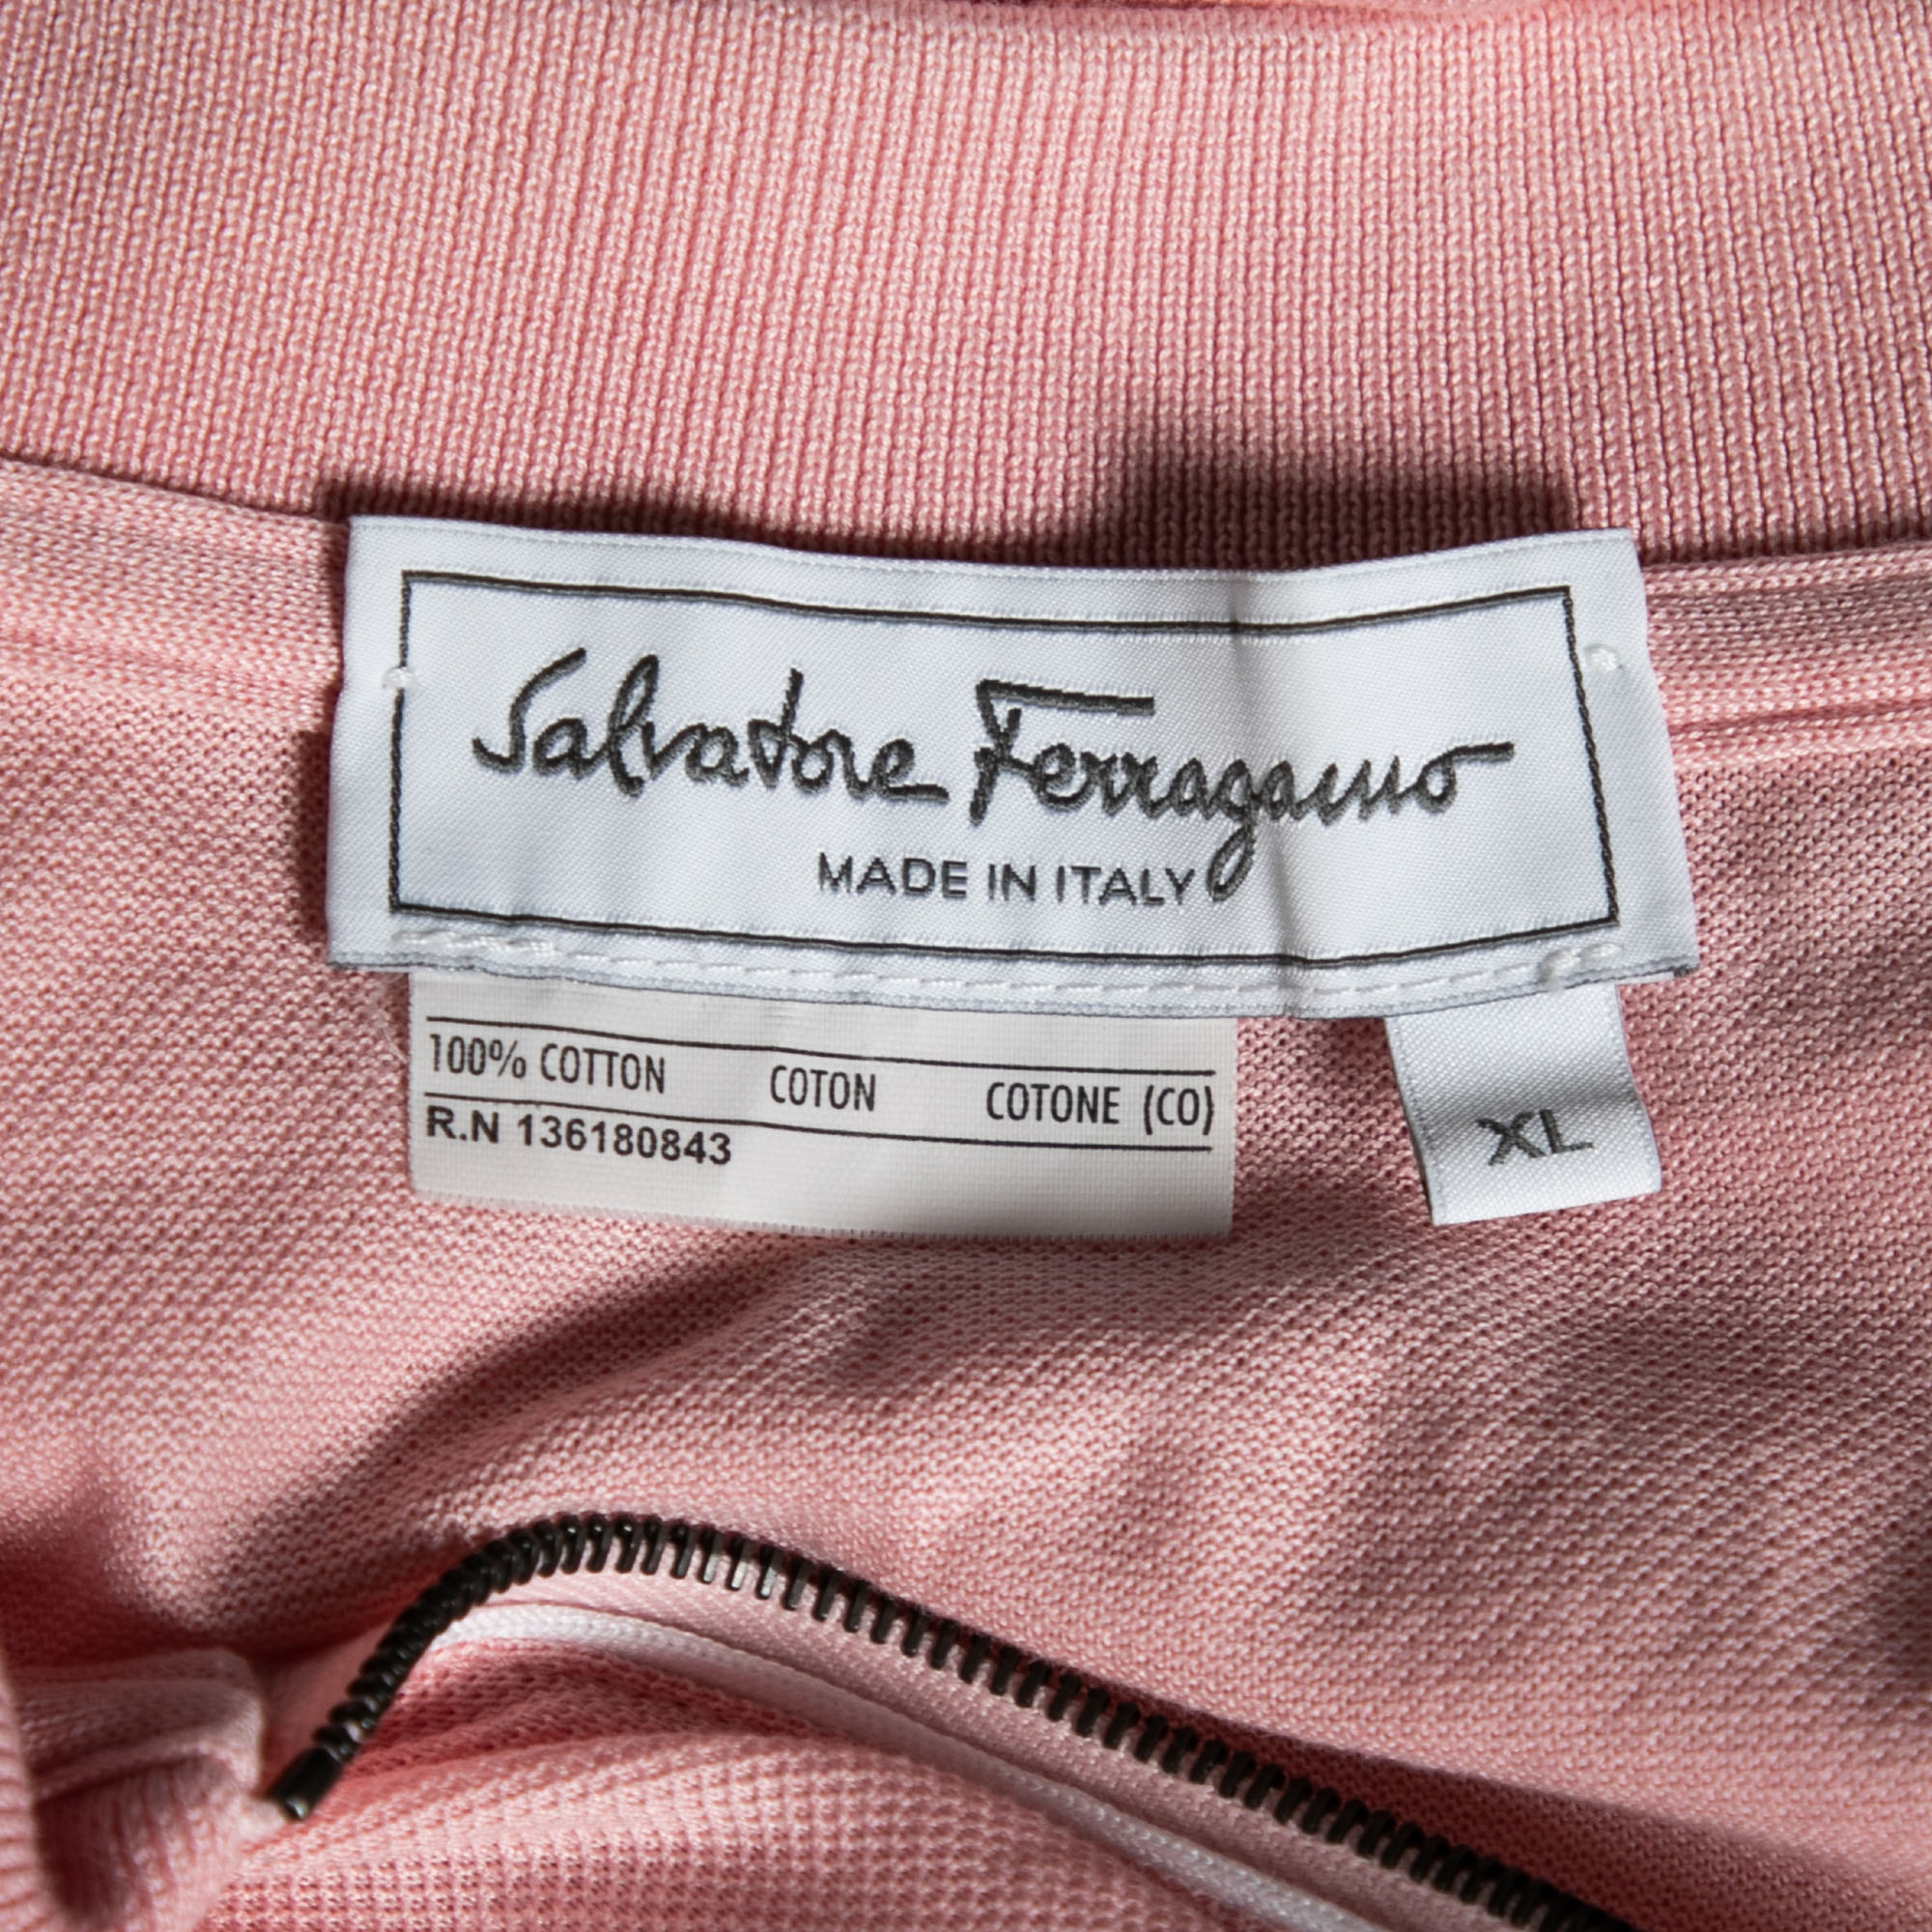 Salvatore Ferragamo
MADE IN ITALY
100% COTTON COTON COTONE (CO)
R.N 136180843
XL